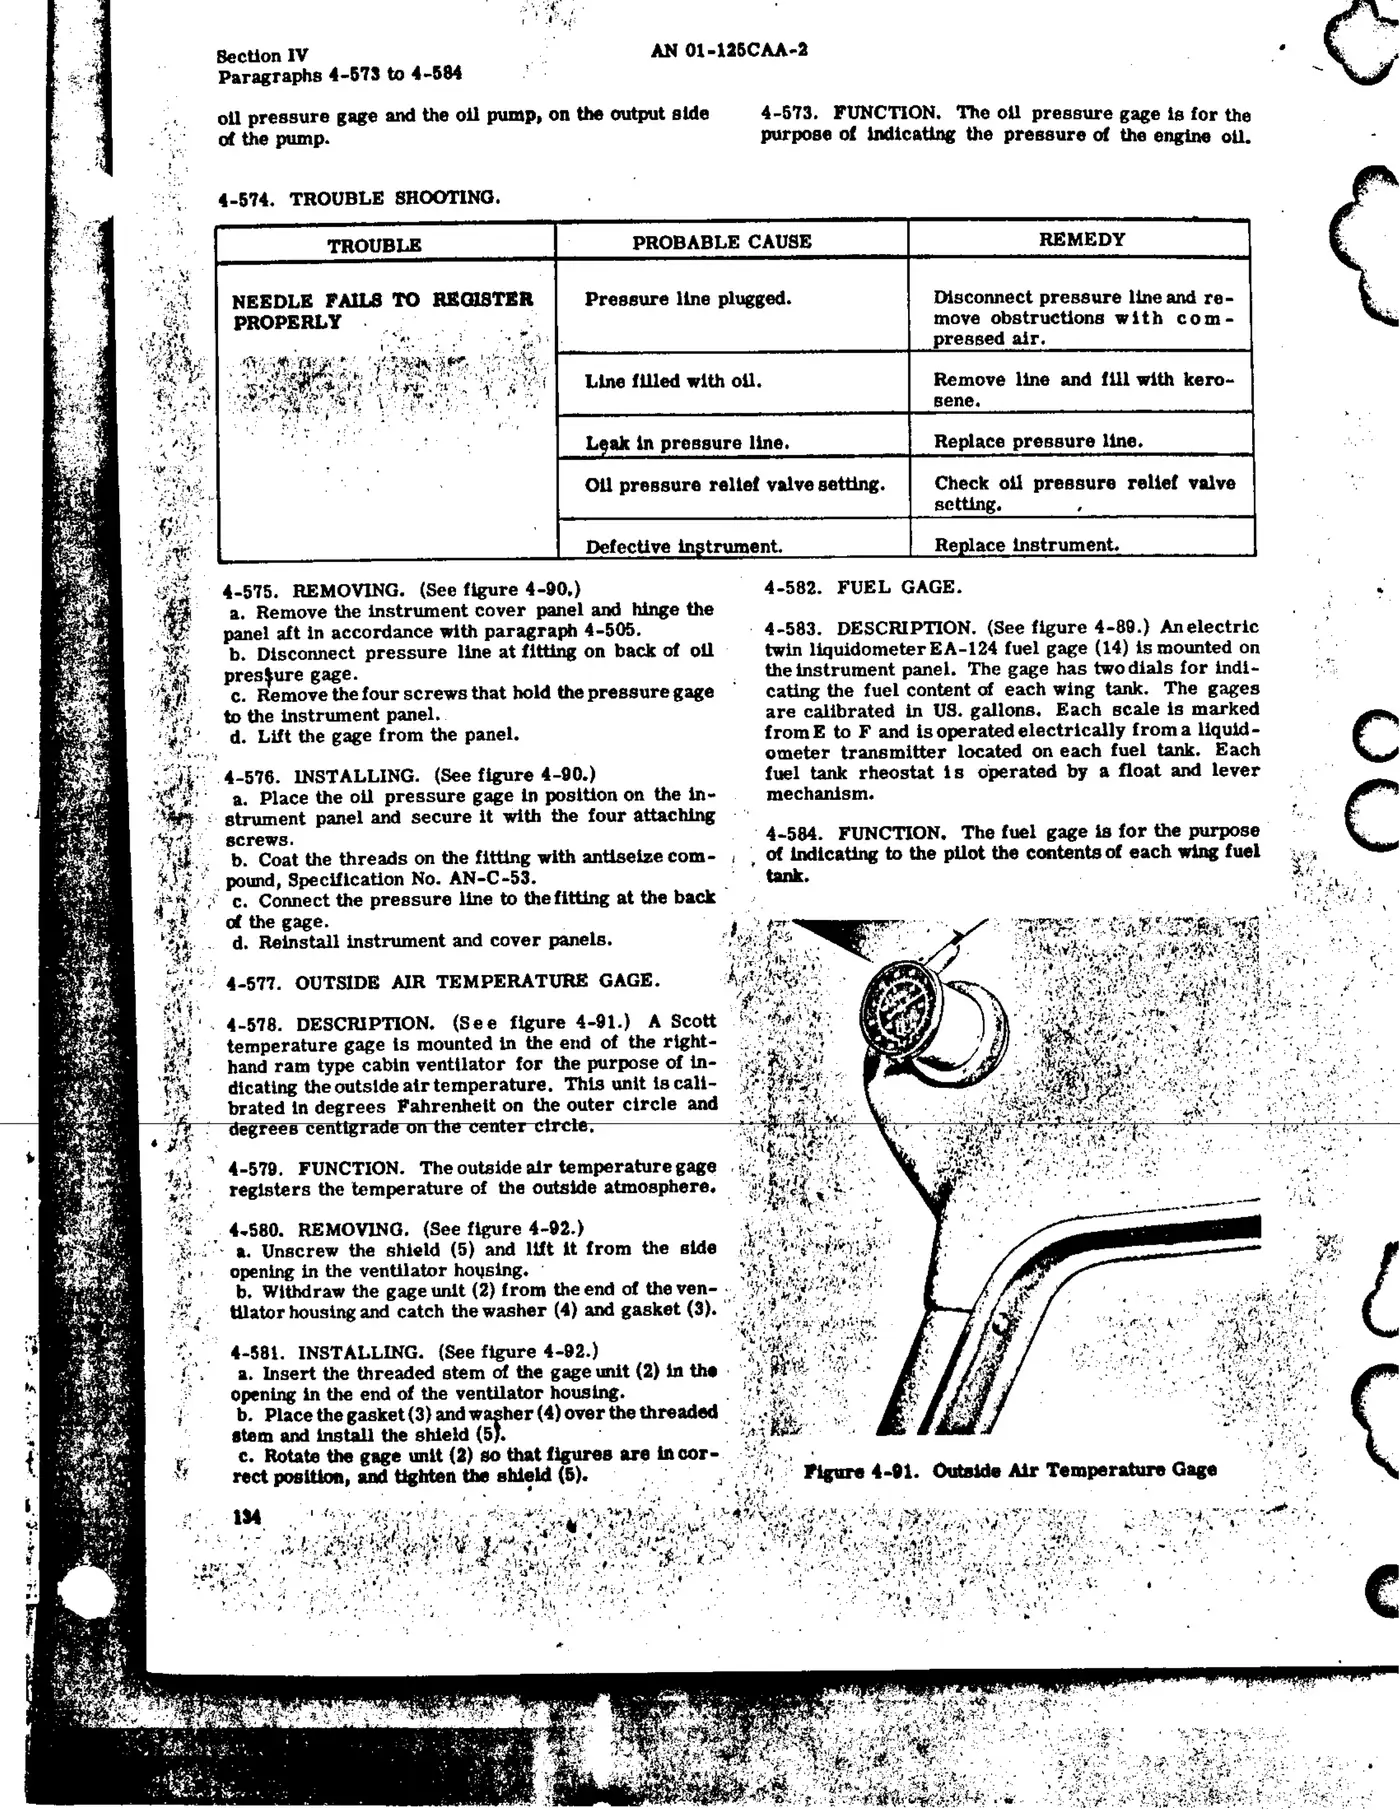 Section IV
Paragraphs 4-573 to 4-584
AN 01-125CAA-2
oil pressure gage and the oil pump, on the output side
of the pump.
4-573. FUNCTION. The oil pressure gage is for the
purpose of indicating the pressure of the engine oil.
4-574. TROUBLE SHOOTING.
TROUBLE
PROBABLE CAUSE
REMEDY
NEEDLE FAILS TO REGISTER
PROPERLY
Pressure line plugged.
Disconnect pressure line and re-
move obstructions with com-
pressed air.
Line filled with oil.
Remove line and fill with kero-
sene.
Leak in pressure line.
Replace pressure line.
Oil pressure relief valve setting.
Check oil pressure relief valve
setting.
Defective instrument.
Replace instrument.
4-575. REMOVING. (See figure 4-90.)
a. Remove the instrument cover panel and hinge the
panel aft in accordance with paragraph 4-505.
b. Disconnect pressure line at fitting on back of oil
pressure gage.
c. Remove the four screws that hold the pressure gage
to the instrument panel.
d. Lift the gage from the panel.
4-576. INSTALLING. (See figure 4-90.)
a. Place the oil pressure gage in position on the in-
strument panel and secure it with the four attaching
screws.
b. Coat the threads on the fitting with antiseize com-
pound, Specification No. AN-C-53.
c. Connect the pressure line to the fitting at the back
of the gage.
d. Reinstall instrument and cover panels.
4-577. OUTSIDE AIR TEMPERATURE GAGE.
4-578. DESCRIPTION. (See figure 4-91.) A Scott
temperature gage is mounted in the end of the right-
hand ram type cabin ventilator for the purpose of in-
dicating the outside air temperature. This unit is cali-
brated in degrees Fahrenheit on the outer circle and
degrees centigrade on the center circle.
4-579. FUNCTION. The outside air temperature gage
registers the temperature of the outside atmosphere.
4-580. REMOVING. (See figure 4-92.)
a. Unscrew the shield (5) and lift it from the side
opening in the ventilator housing.
b. Withdraw the gage unit (2) from the end of the ven-
tilator housing and catch the washer (4) and gasket (3).
4-581. INSTALLING. (See figure 4-92.)
a. Insert the threaded stem of the gage unit (2) in the
opening in the end of the ventilator housing.
b. Place the gasket (3) and washer (4) over the threaded
stem and install the shield (5).
c. Rotate the gage unit (2) so that figures are in cor-
rect position, and tighten the shield (5).
134
4-582. FUEL GAGE.
4-583. DESCRIPTION. (See figure 4-89.) An electric
twin liquidometer EA-124 fuel gage (14) is mounted on
the instrument panel. The gage has two dials for indi-
cating the fuel content of each wing tank. The gages
are calibrated in US. gallons. Each scale is marked
from E to F and is operated electrically from a liquid-
ometer transmitter located on each fuel tank. Each
fuel tank rheostat is operated by a float and lever
mechanism.
4-584. FUNCTION. The fuel gage is for the purpose
of indicating to the pilot the contents of each wing fuel
tank.
Figure 4-91. Outside Air Temperature Gage